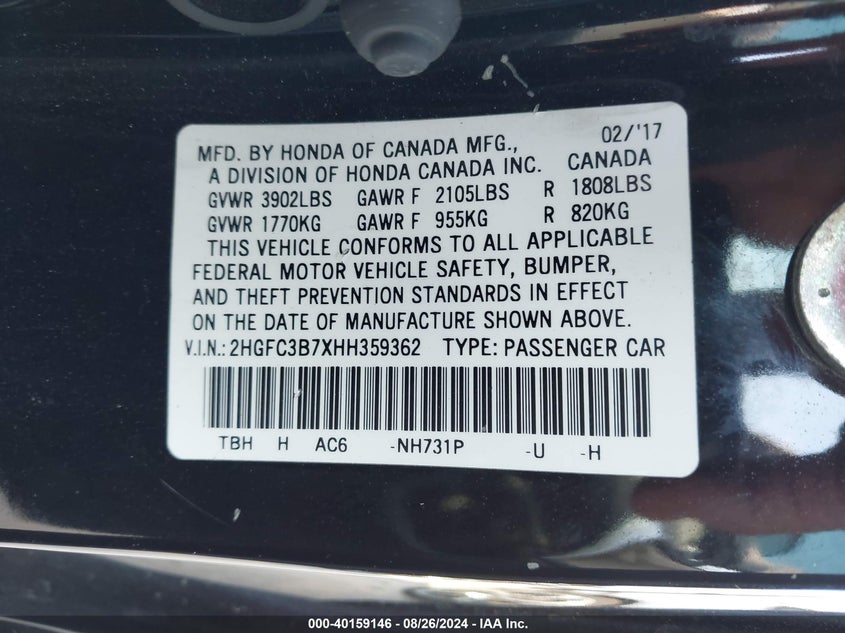 MFD. BY HONDA OF CANADA MFG., 02/'17
A DIVISION OF HONDA CANADA INC. CANADA
GVWR 3902LBS GAWR F 2105LBS R 1808LBS
GVWR 1770KG GAWR F 955KG R 820KG
THIS VEHICLE CONFORMS TO ALL APPLICABLE
FEDERAL MOTOR VEHICLE SAFETY, BUMPER,
AND THEFT PREVENTION STANDARDS IN EFFECT
ON THE DATE OF MANUFACTURE SHOWN ABOVE.
V.I.N.: 2HGFC3B7XHH359362 TYPE: PASSENGER CAR
TBH H AC6 -NH731P -U -H
000-40159146 - 08/26/2024 - IAA Inc.